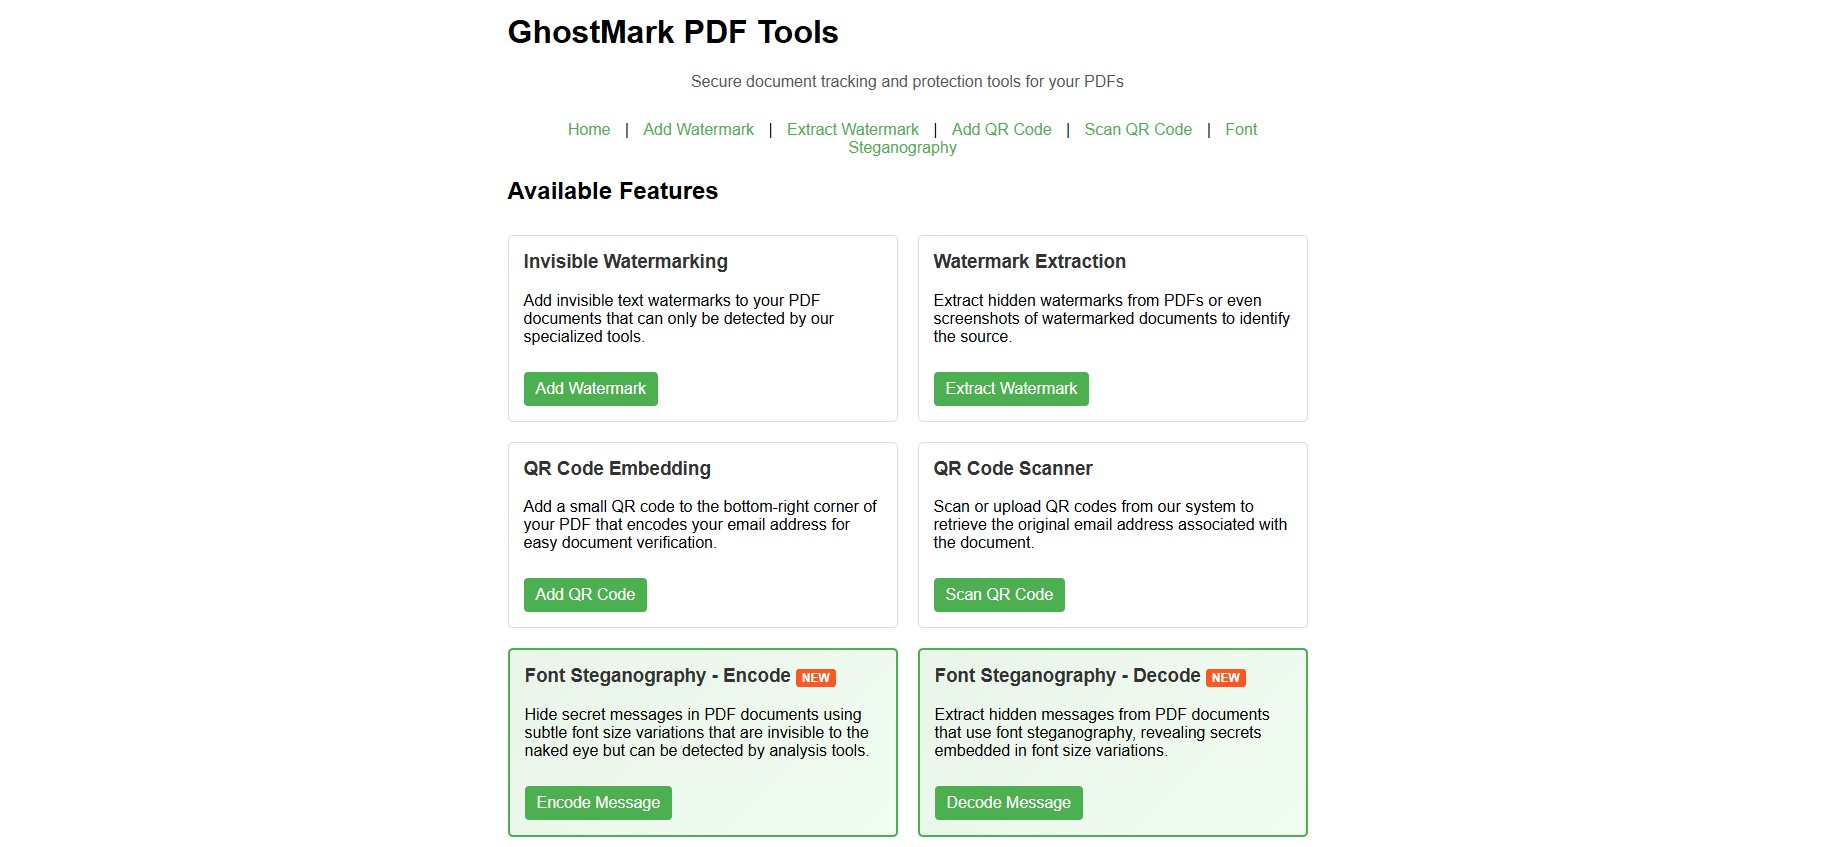 GhostMark PDF Tools
Secure document tracking and protection tools for your PDFs
Home | Add Watermark | Extract Watermark | Add QR Code | Scan QR Code | Font
Steganography
Available Features
Invisible Watermarking
Add invisible text watermarks to your PDF
documents that can only be detected by our
specialized tools.
Add Watermark
Watermark Extraction
Extract hidden watermarks from PDFs or even
screenshots of watermarked documents to identify
the source.
Extract Watermark
QR Code Embedding
Add a small QR code to the bottom-right corner of
your PDF that encodes your email address for
easy document verification.
Add QR Code
QR Code Scanner
Scan or upload QR codes from our system to
retrieve the original email address associated with
the document.
Scan QR Code
Font Steganography - Encode NEW
Hide secret messages in PDF documents using
subtle font size variations that are invisible to the
naked eye but can be detected by analysis tools.
Encode Message
Font Steganography - Decode NEW
Extract hidden messages from PDF documents
that use font steganography, revealing secrets
embedded in font size variations.
Decode Message